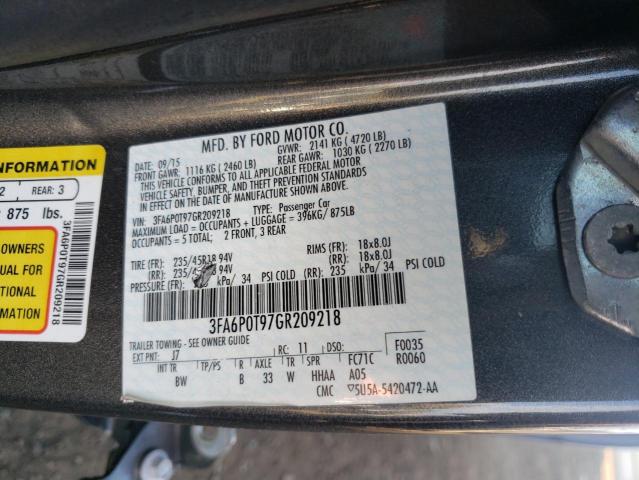 MFD. BY FORD MOTOR CO.
DATE: 09/15 GVWR: 2141 KG ( 4720 LB)
FRONT GAWR: 1116 KG ( 2460 LB) REAR GAWR: 1030 KG ( 2270 LB)
THIS VEHICLE CONFORMS TO ALL APPLICABLE FEDERAL MOTOR
VEHICLE SAFETY, BUMPER, AND THEFT PREVENTION STANDARDS
IN EFFECT ON THE DATE OF MANUFACTURE SHOWN ABOVE.
VIN: 3FA6P0T97GR209218 TYPE: Passenger Car
MAXIMUM LOAD = OCCUPANTS + LUGGAGE = 396KG/ 875LB
OCCUPANTS = 5 TOTAL; 2 FRONT, 3 REAR
TIRE (FR): 235/45R18 94V RIMS (FR): 18x8.0J
(RR): 235/ 94V (RR): 18x8.0J
PRESSURE (FR): kPa/ 34 PSI COLD (RR): 235 kPa/ 34 PSI COLD
3FA6P0T97GR209218
TRAILER TOWING - SEE OWNER GUIDE F0035
EXT PNT: J7 RC: 11 DSO: R0060
INT TR TP/PS R AXLE TR SPR FC71C
BW B 33 W HHAA A05
CMC 5U5A-5420472-AA
INFORMATION
2 REAR: 3
875 lbs.
OWNERS
UAL FOR
TIONAL
MATION
3FA6P0T97GR209218